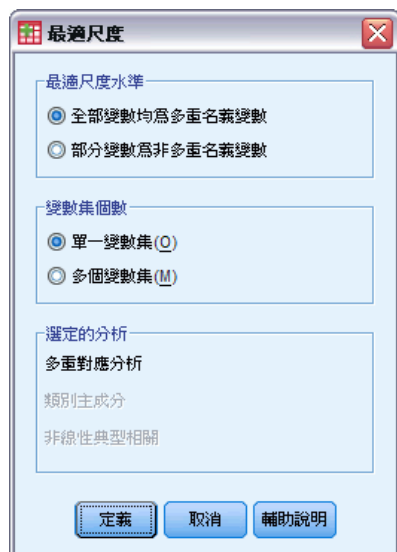 最適尺度
最適尺度水準
全部變數均爲多重名義變數
部分變數爲非多重名義變數
變數集個數
單一變數集(O)
多個變數集(M)
選定的分析
多重對應分析
類別主成分
非線性典型相關
定義
取消
輔助說明